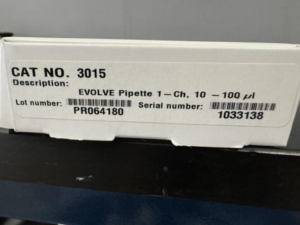 CAT NO. 3015
Description:
EVOLVE Pipette 1-Ch, 10 - 100 µl
Lot number: Serial number:
PR064180 1033138